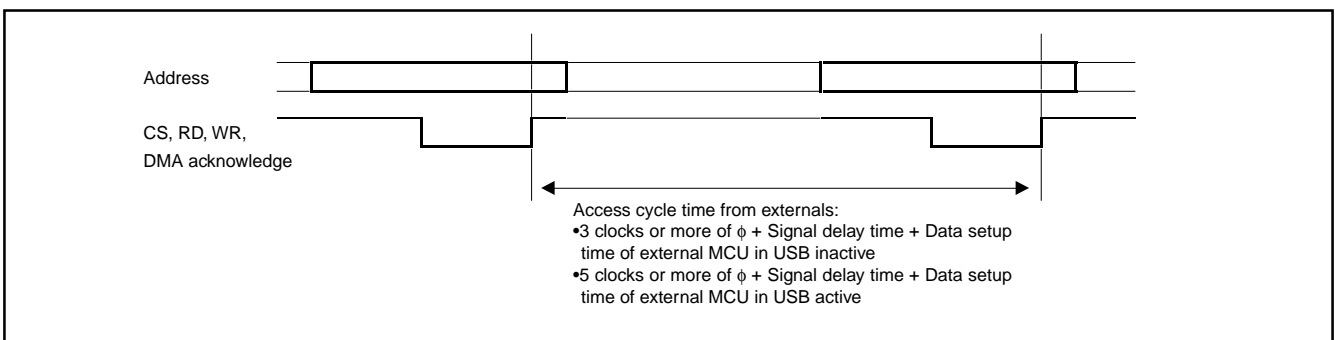 Address
CS, RD, WR,
DMA acknowledge
Access cycle time from externals:
•3 clocks or more of ϕ + Signal delay time + Data setup
time of external MCU in USB inactive
•5 clocks or more of ϕ + Signal delay time + Data setup
time of external MCU in USB active